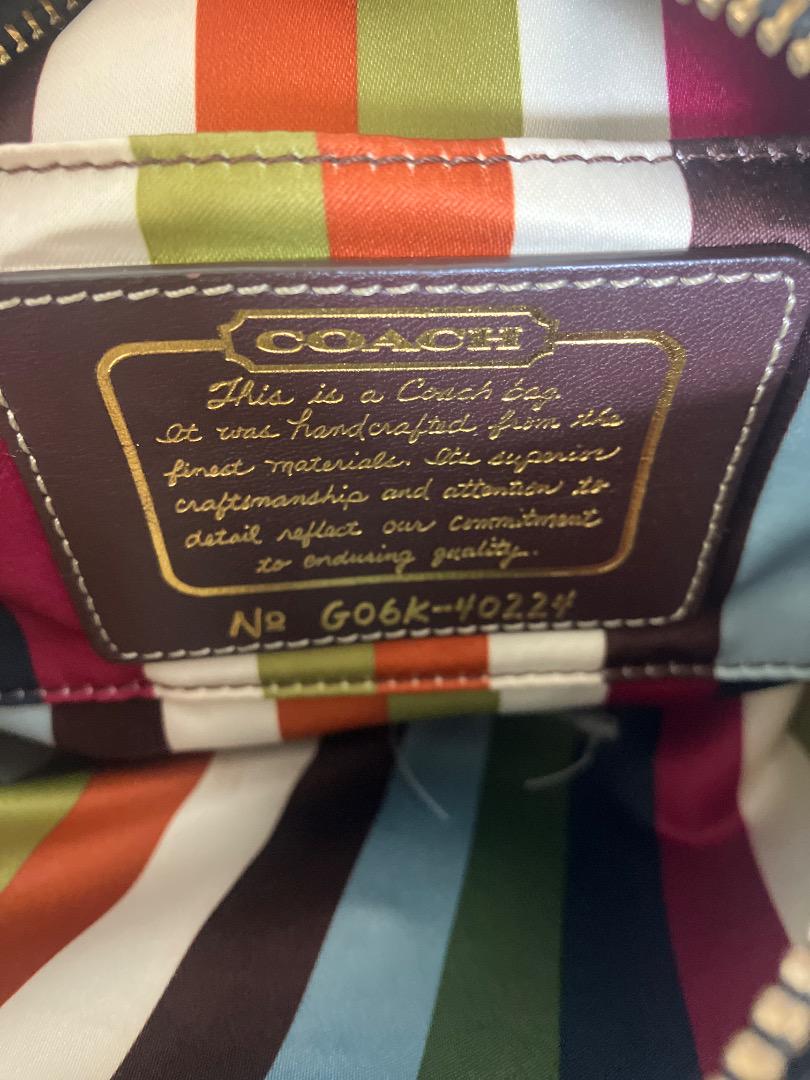 COACH
This is a Coach bag.
It was handcrafted from the
finest materials. Its superior
craftsmanship and attention to
detail reflect our commitment
to enduring quality.
Nº G06K-40224